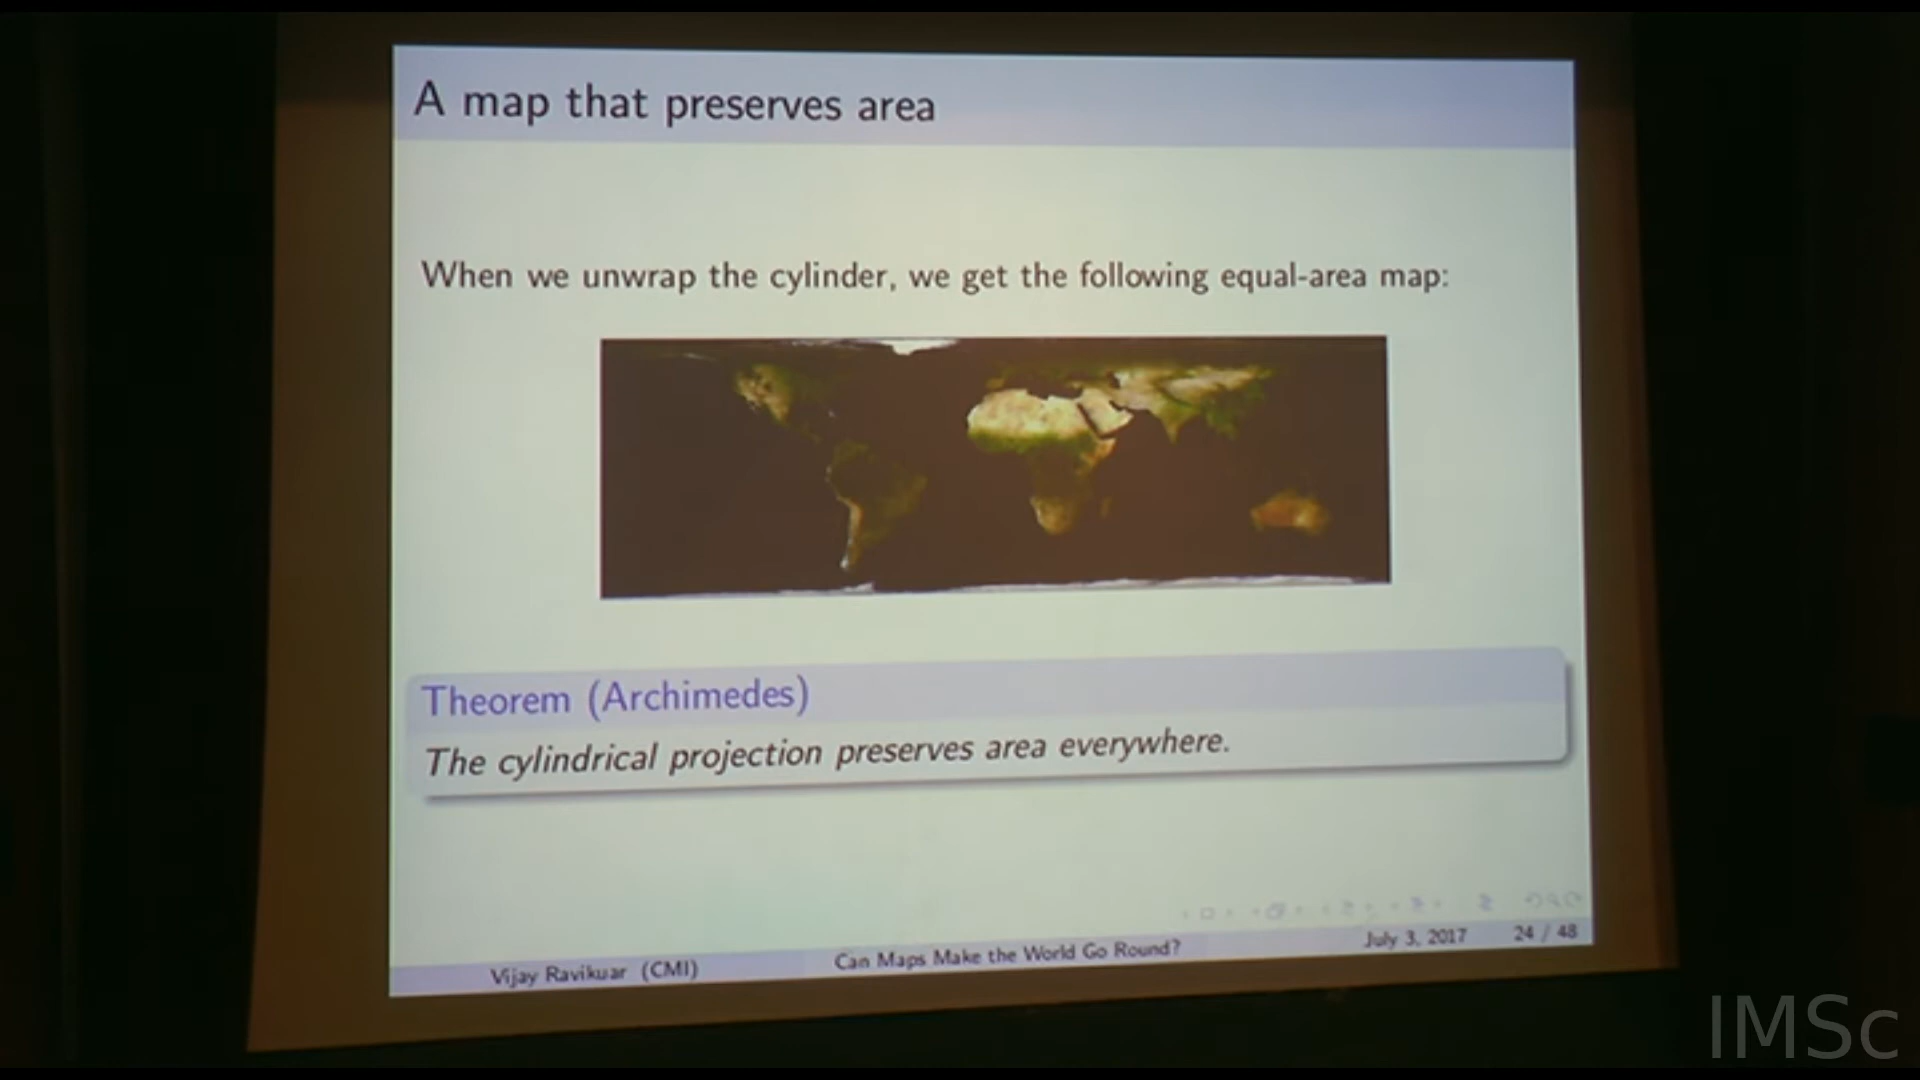 A map that preserves area
When we unwrap the cylinder, we get the following equal-area map:
Theorem (Archimedes)
The cylindrical projection preserves area everywhere.
Vijay Ravikuar (CMI)
Can Maps Make the World Go Round?
July 3, 2017
24 / 48
IMSc